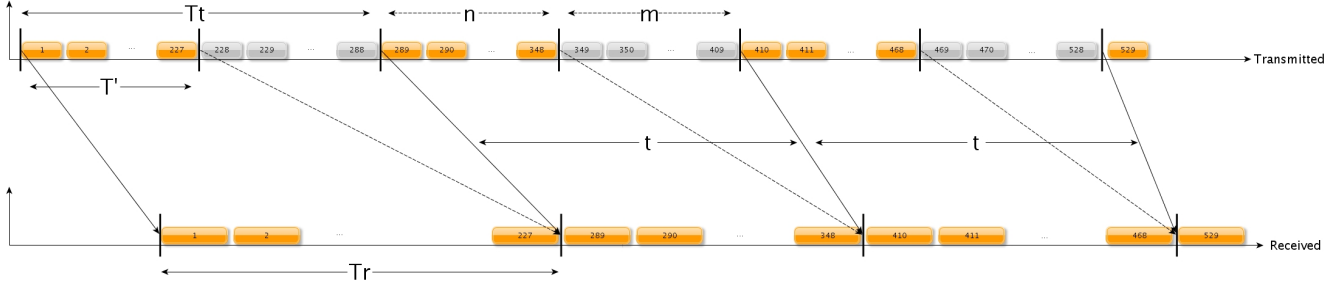 Tt n m
1 2 ... 227 228 229 ... 288 289 290 ... 348 349 350 ... 409 410 411 ... 468 469 470 ... 528 529
Transmitted
T'
t t
1 2 ... 227 289 290 ... 348 410 411 ... 468 529
Received
Tr